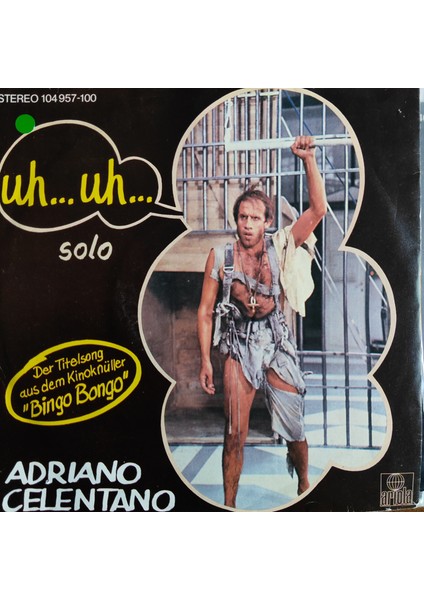 STEREO 104 957-100
uh... uh...
solo
Der Titelsong
aus dem Kinoknüller
"Bingo Bongo"
ADRIANO
CELENTANO
ariola